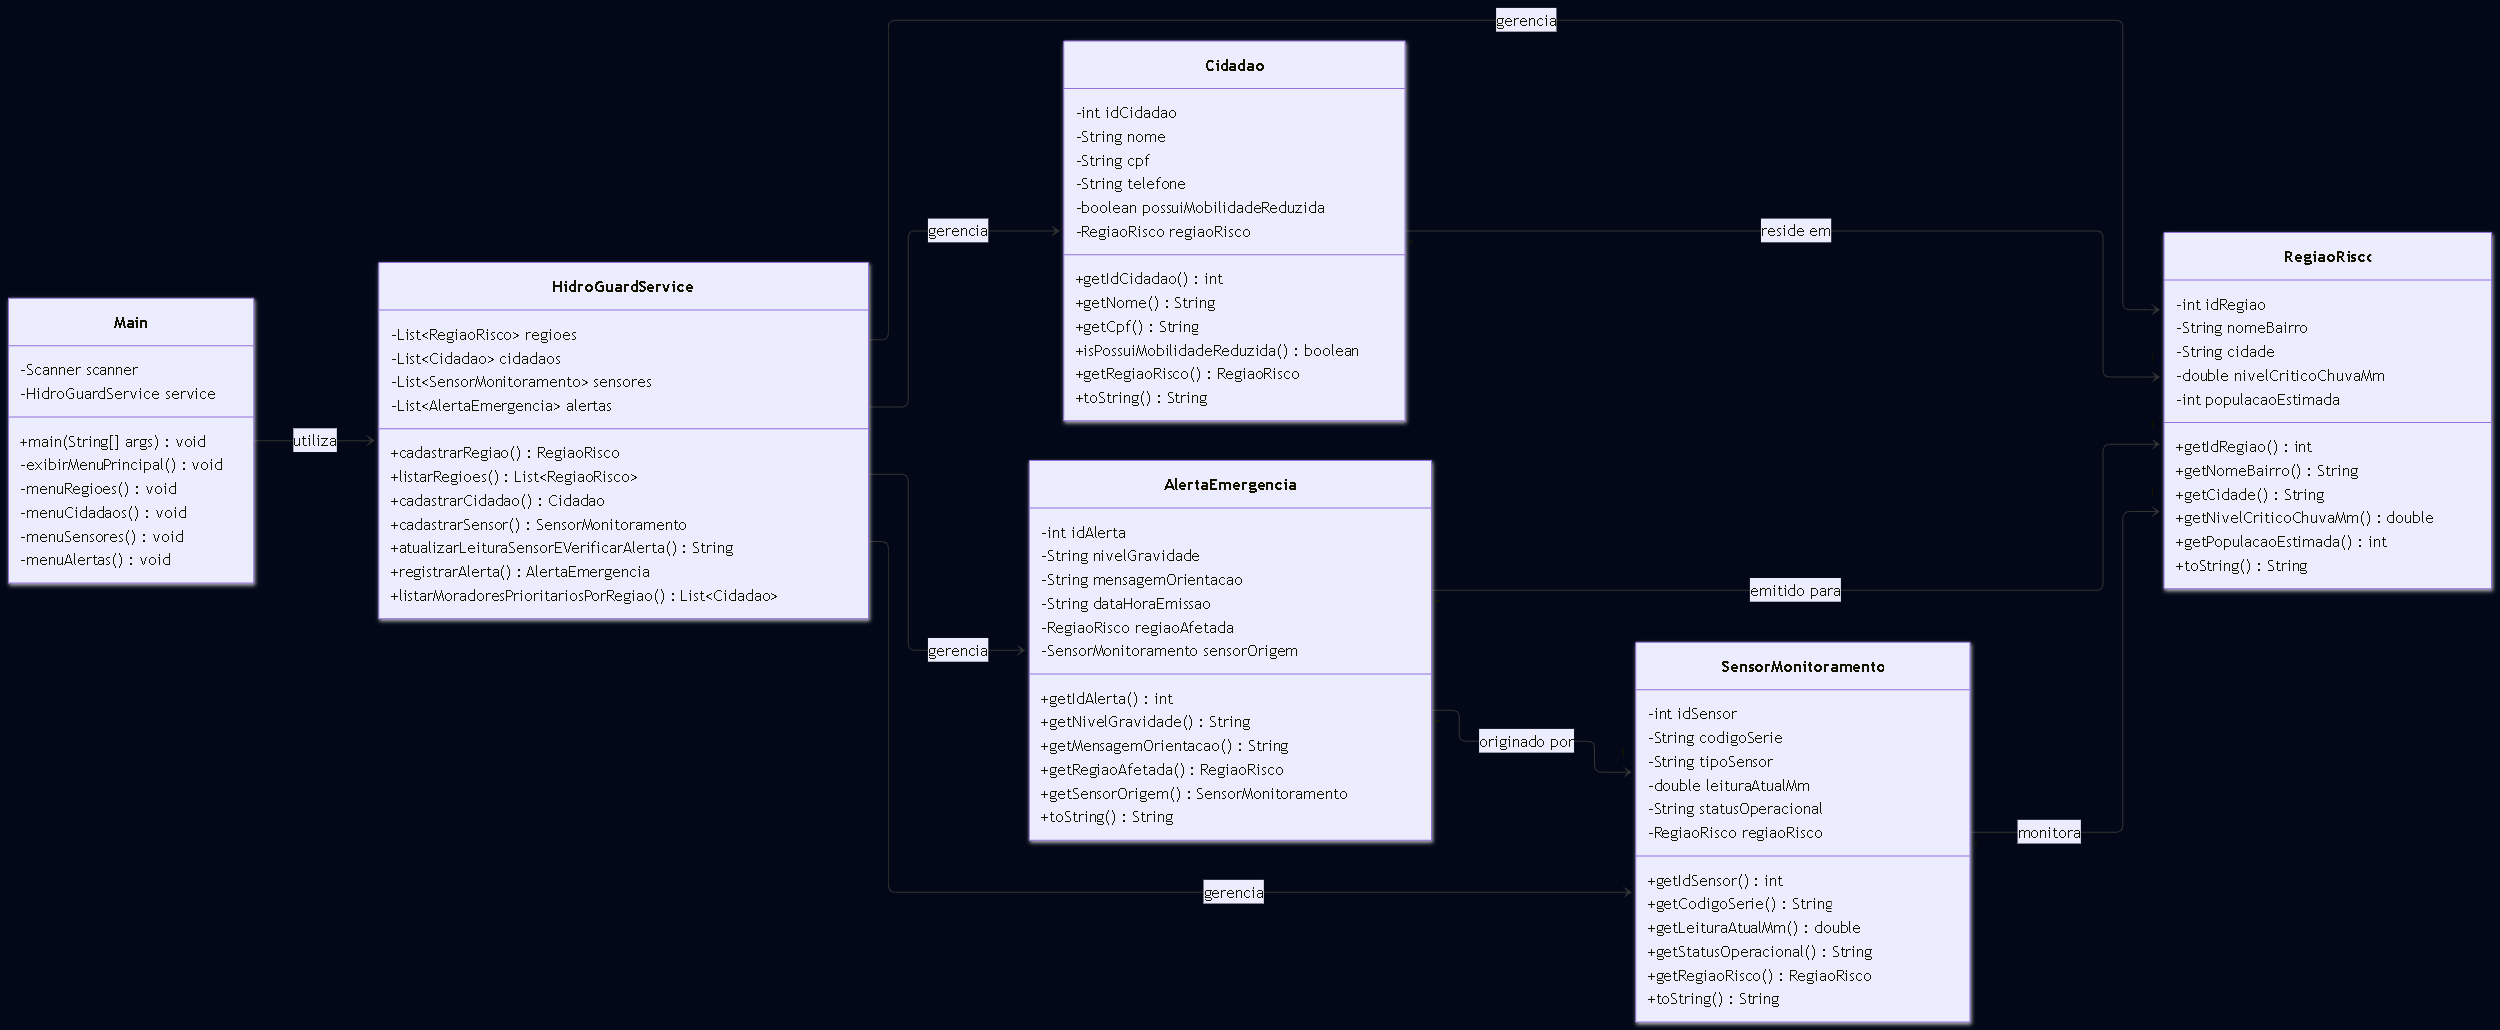 Main
-Scanner scanner
-HidroGuardService service
+main(String[] args) : void
-exibirMenuPrincipal() : void
-menuRegioes() : void
-menuCidadaos() : void
-menuSensores() : void
-menuAlertas() : void
utiliza
HidroGuardService
-List<RegiaoRisco> regioes
-List<Cidadao> cidadaos
-List<SensorMonitoramento> sensores
-List<AlertaEmergencia> alertas
+cadastrarRegiao() : RegiaoRisco
+listarRegioes() : List<RegiaoRisco>
+cadastrarCidadao() : Cidadao
+cadastrarSensor() : SensorMonitoramento
+atualizarLeituraSensorEVerificarAlerta() : String
+registrarAlerta() : AlertaEmergencia
+listarMoradoresPrioritariosPorRegiao() : List<Cidadao>
gerencia
gerencia
gerencia
gerencia
Cidadao
-int idCidadao
-String nome
-String cpf
-String telefone
-boolean possuiMobilidadeReduzida
-RegiaoRisco regiaoRisco
+getIdCidadao() : int
+getNome() : String
+getCpf() : String
+isPossuiMobilidadeReduzida() : boolean
+getRegiaoRisco() : RegiaoRisco
+toString() : String
AlertaEmergencia
-int idAlerta
-String nivelGravidade
-String mensagemOrientacao
-String dataHoraEmissao
-RegiaoRisco regiaoAfetada
-SensorMonitoramento sensorOrigem
+getIdAlerta() : int
+getNivelGravidade() : String
+getMensagemOrientacao() : String
+getRegiaoAfetada() : RegiaoRisco
+getSensorOrigem() : SensorMonitoramento
+toString() : String
reside em
emitido para
originado por
monitora
SensorMonitoramento
-int idSensor
-String codigoSerie
-String tipoSensor
-double leituraAtualMm
-String statusOperacional
-RegiaoRisco regiaoRisco
+getIdSensor() : int
+getCodigoSerie() : String
+getLeituraAtualMm() : double
+getStatusOperacional() : String
+getRegiaoRisco() : RegiaoRisco
+toString() : String
RegiaoRisc
-int idRegiao
-String nomeBairro
-String cidade
-double nivelCriticoChuvaMm
-int populacaoEstimada
+getIdRegiao() : int
+getNomeBairro() : String
+getCidade() : String
+getNivelCriticoChuvaMm() : double
+getPopulacaoEstimada() : int
+toString() : String